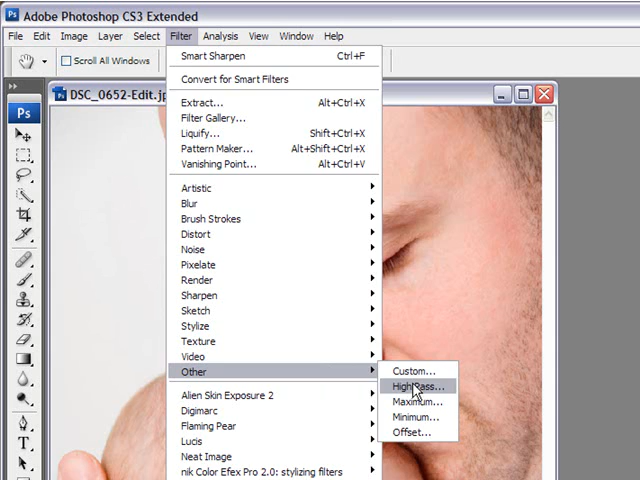 Ps Adobe Photoshop CS3 Extended
File Edit Image Layer Select Filter Analysis View Window Help
Scroll All Windows
Smart Sharpen Ctrl+F
Convert for Smart Filters
Ps DSC_0652-Edit.jp
Extract... Alt+Ctrl+X
Ps
Filter Gallery...
Liquify... Shift+Ctrl+X
Pattern Maker... Alt+Shift+Ctrl+X
Vanishing Point... Alt+Ctrl+V
Artistic
Blur
Brush Strokes
Distort
Noise
Pixelate
Render
Sharpen
Sketch
Stylize
Texture
Video
Other
Custom...
High Pass...
Maximum...
Minimum...
Offset...
Alien Skin Exposure 2
Digimarc
Flaming Pear
Lucis
T
nik Color Efex Pro 2.0: stylizing filters